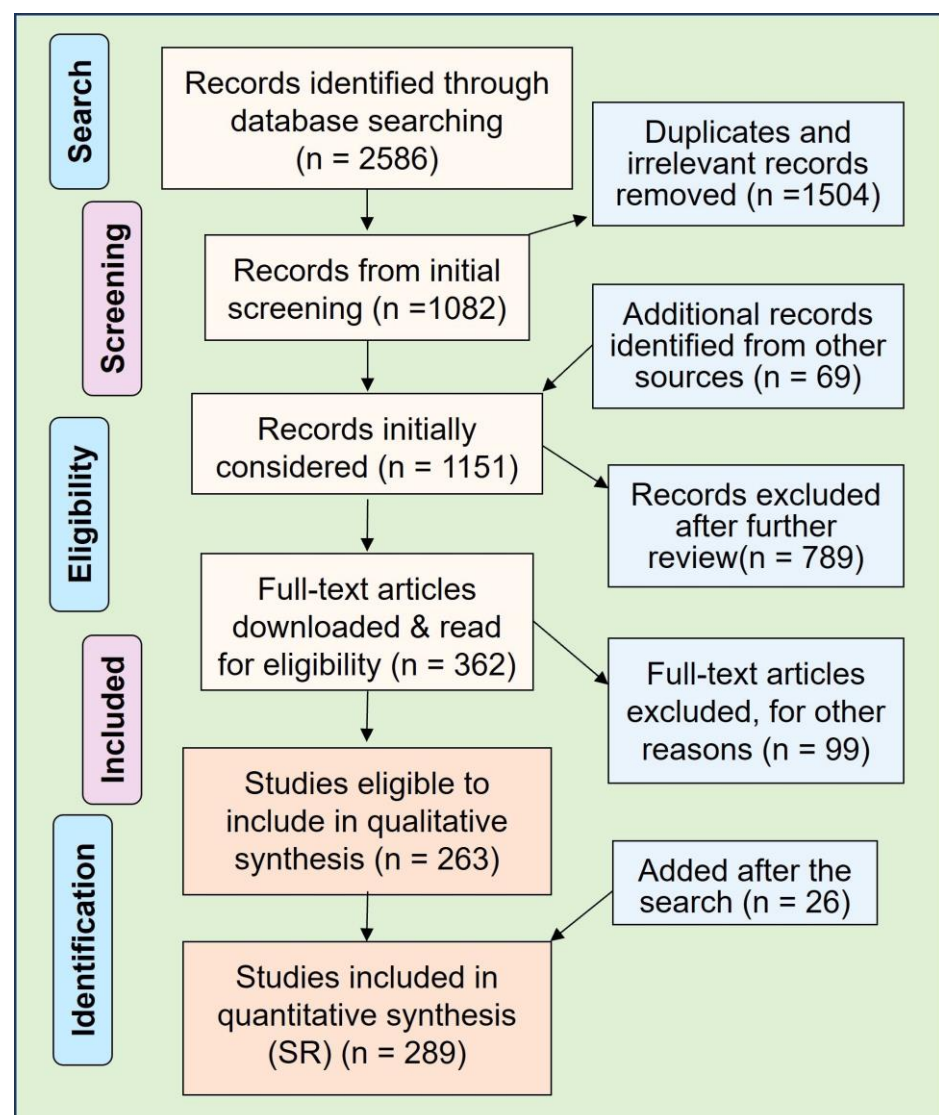 Search
Records identified through
database searching
(n = 2586)
Duplicates and
irrelevant records
removed (n =1504)
Screening
Records from initial
screening (n =1082)
Additional records
identified from other
sources (n = 69)
Eligibility
Records initially
considered (n = 1151)
Records excluded
after further
review(n = 789)
Full-text articles
downloaded & read
for eligibility (n = 362)
Included
Full-text articles
excluded, for other
reasons (n = 99)
Studies eligible to
include in qualitative
synthesis (n = 263)
Identification
Added after the
search (n = 26)
Studies included in
quantitative synthesis
(SR) (n = 289)